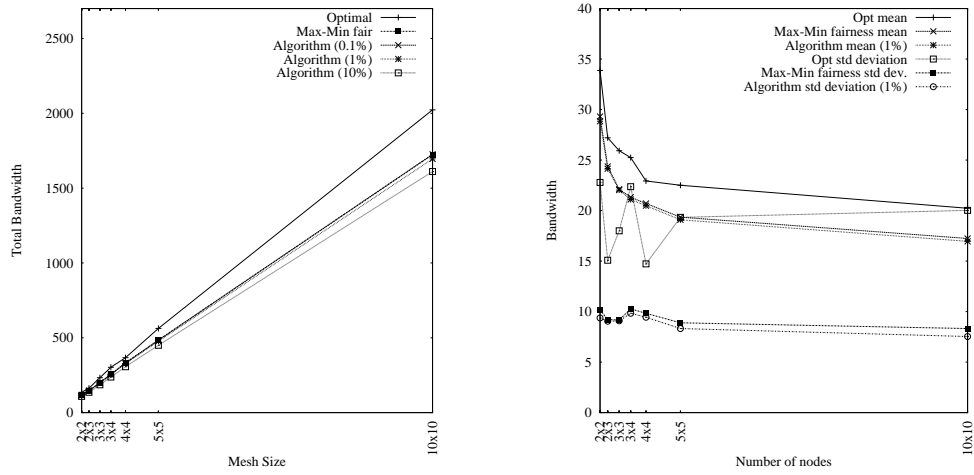 Optimal
Max-Min fair
Algorithm (0.1%)
Algorithm (1%)
Algorithm (10%)
2500
2000
1500
1000
500
0
Total Bandwidth
2x2
2x3
3x3
3x4
4x4
5x5
10x10
Mesh Size
Opt mean
Max-Min fairness mean
Algorithm mean (1%)
Opt std deviation
Max-Min fairness std dev.
Algorithm std deviation (1%)
40
35
30
25
20
15
10
5
0
Bandwidth
2x2
2x3
3x3
3x4
4x4
5x5
10x10
Number of nodes